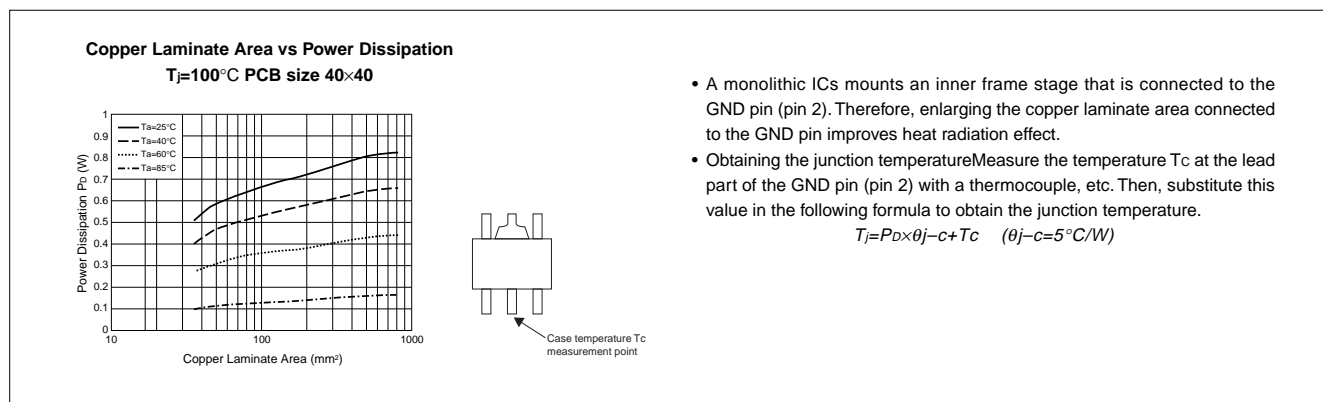 Copper Laminate Area vs Power Dissipation
Tj=100°C PCB size 40×40
1
0.9
0.8
0.7
0.6
0.5
0.4
0.3
0.2
0.1
0
Power Dissipation PD (W)
Ta=25°C
Ta=40°C
Ta=60°C
Ta=85°C
10
100
1000
Copper Laminate Area (mm²)
Case temperature Tc
measurement point
• A monolithic ICs mounts an inner frame stage that is connected to the
GND pin (pin 2). Therefore, enlarging the copper laminate area connected
to the GND pin improves heat radiation effect.
• Obtaining the junction temperatureMeasure the temperature TC at the lead
part of the GND pin (pin 2) with a thermocouple, etc. Then, substitute this
value in the following formula to obtain the junction temperature.
Tj=PD×θj–c+Tc (θj–c=5°C/W)